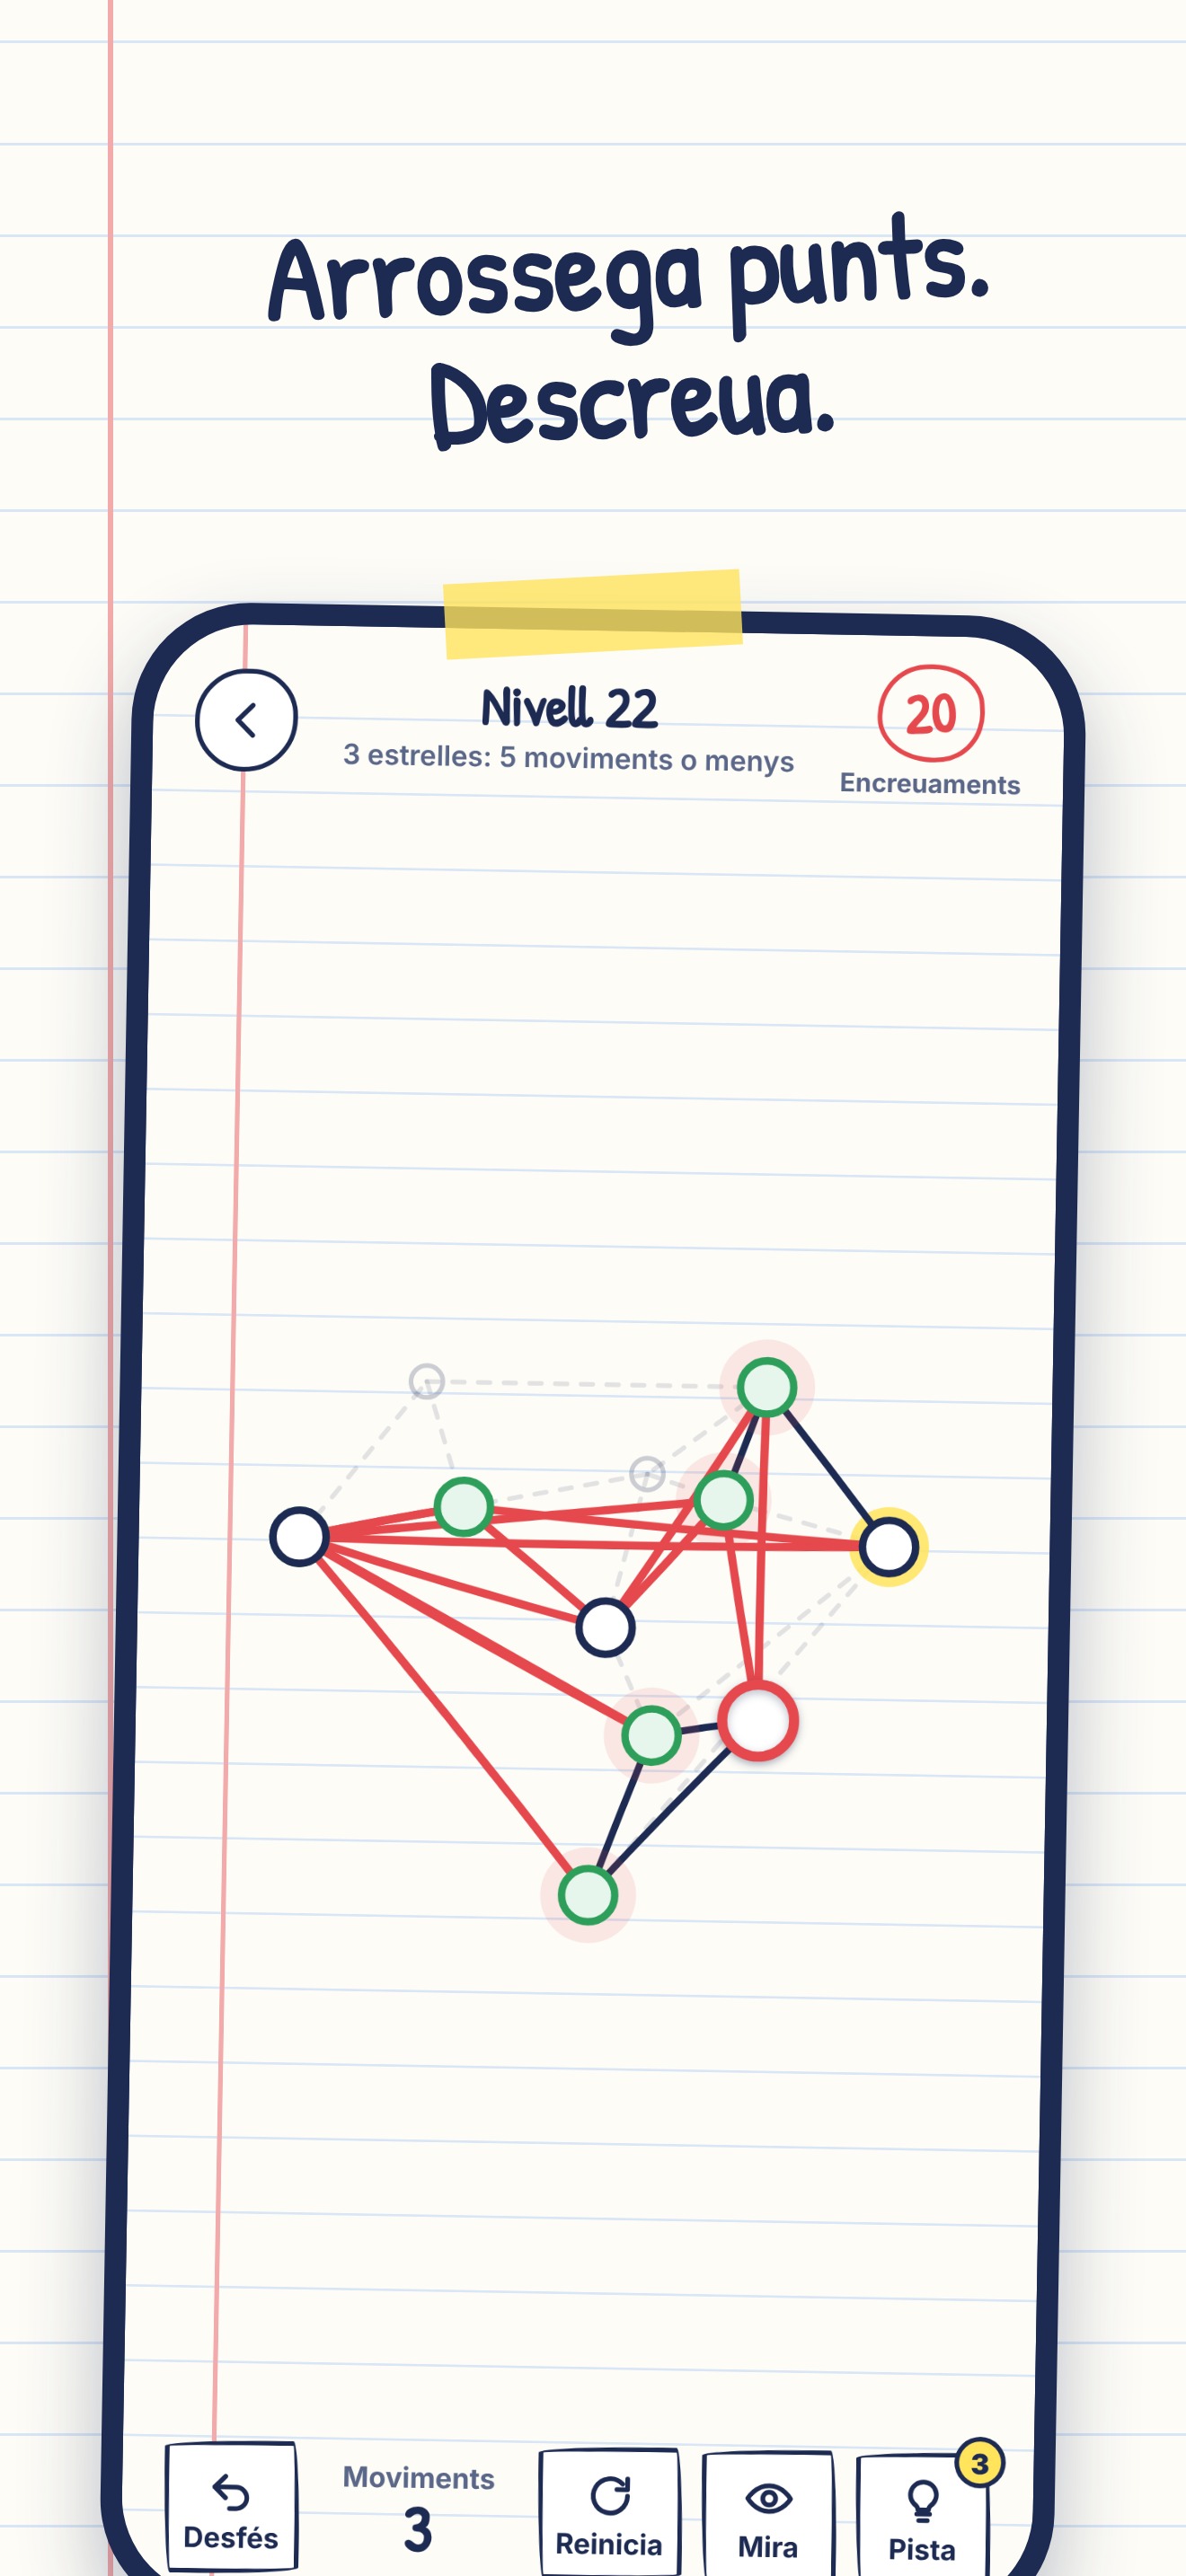 Arrossega punts.
Descreua.
Nivell 22
3 estrelles: 5 moviments o menys
20
Encreuaments
Desfés
Moviments
3
Reinicia
Mira
3
Pista